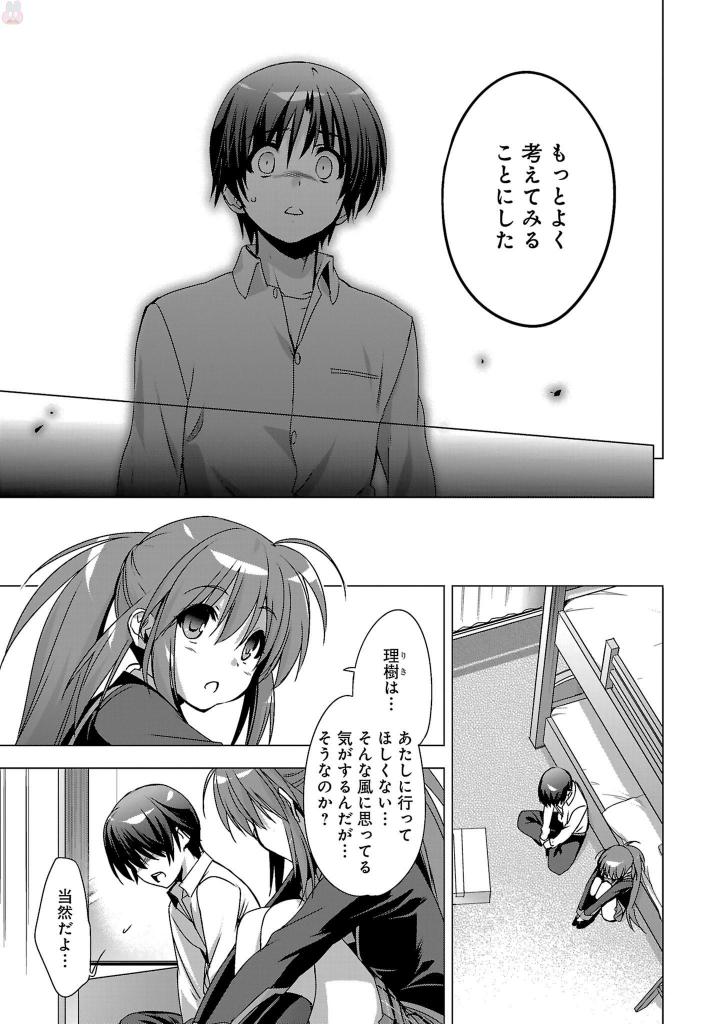 もっとよく
考えてみる
ことにした
理樹は…
りき
あたしに行って
ほしくない…
そんな風に思ってる
気がするんだが…
そうなのか?
当然だよ…